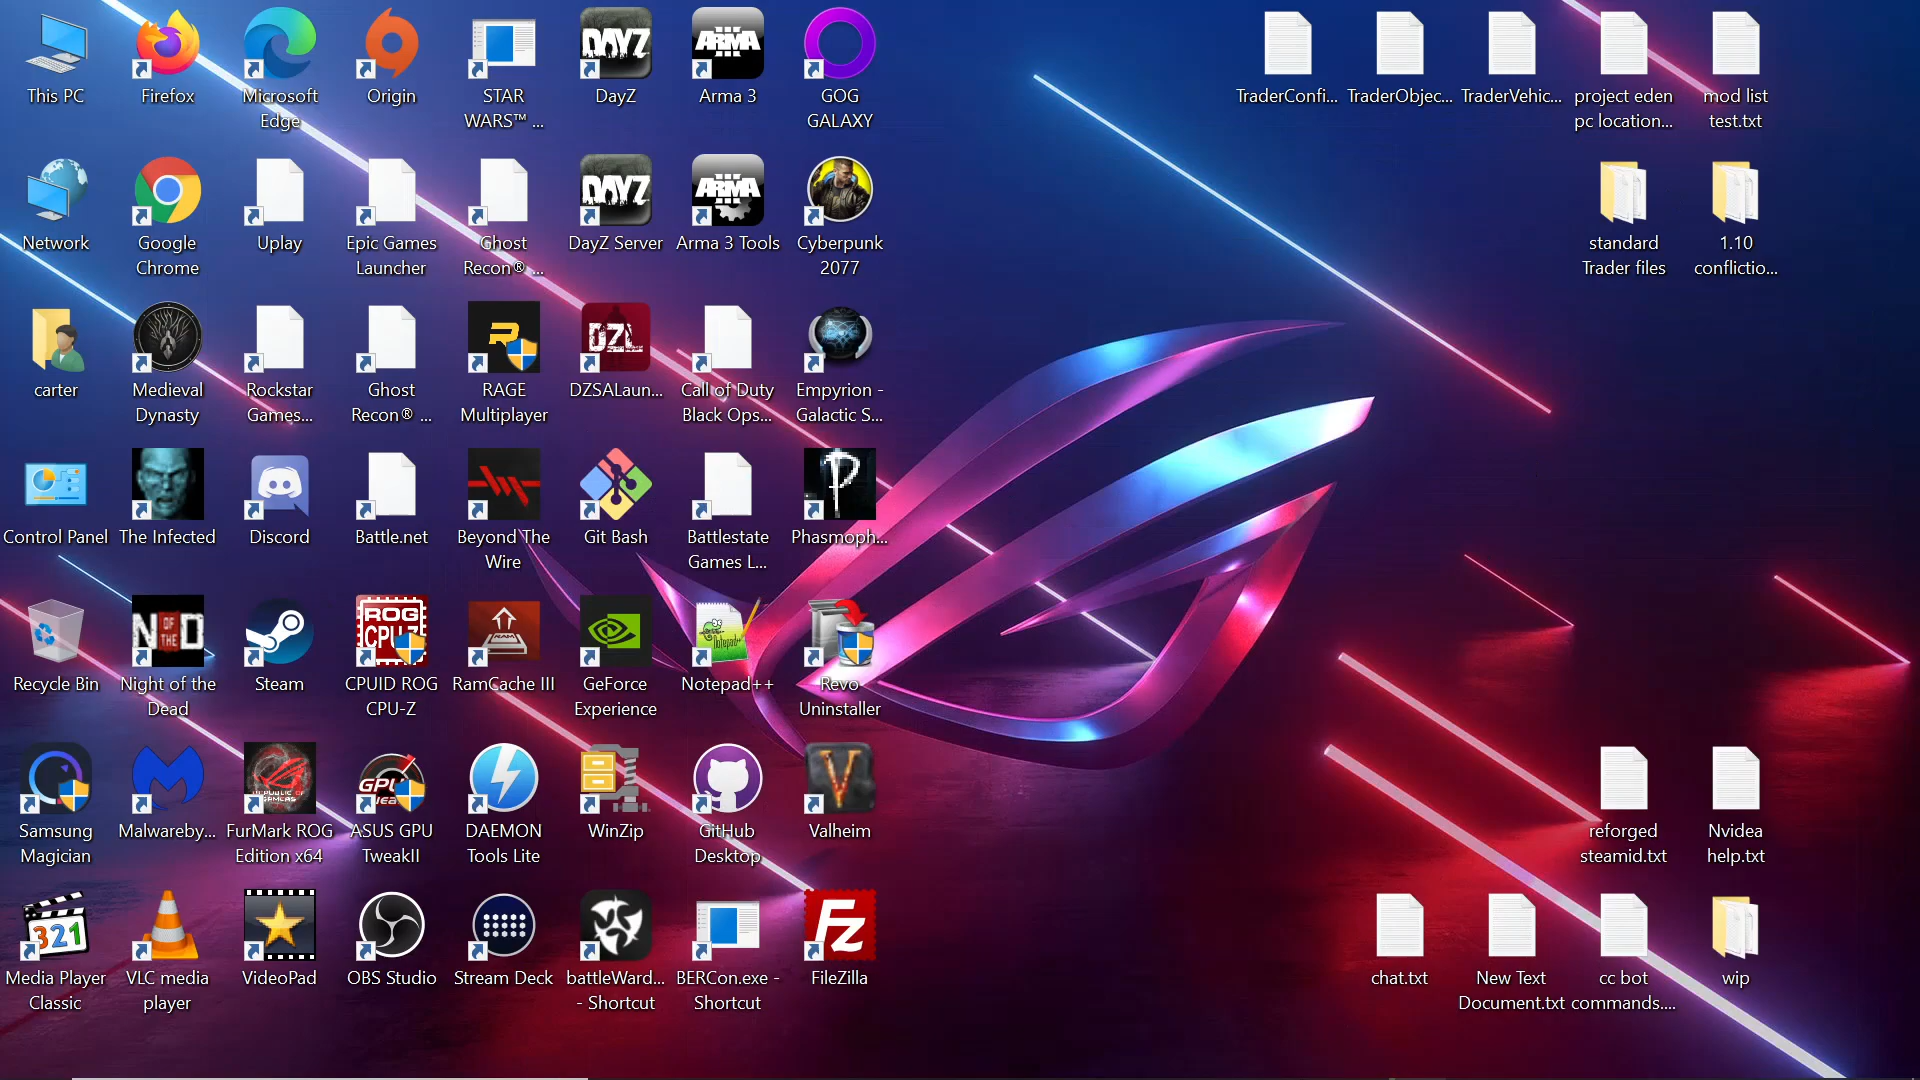 This PC
Firefox
Microsoft
Edge
Origin
STAR
WARS™ ...
DayZ
Arma 3
GOG
GALAXY
TraderConfi...
TraderObjec...
TraderVehic...
project eden
pc location...
mod list
test.txt
Network
Google
Chrome
Uplay
Epic Games
Launcher
Ghost
Recon® ...
DayZ Server
Arma 3 Tools
Cyberpunk
2077
standard
Trader files
1.10
conflictio...
carter
Medieval
Dynasty
Rockstar
Games...
Ghost
Recon® ...
RAGE
Multiplayer
DZSALaun...
Call of Duty
Black Ops...
Empyrion -
Galactic S...
Control Panel
The Infected
Discord
Battle.net
Beyond The
Wire
Git Bash
Battlestate
Games L...
Phasmoph...
Recycle Bin
Night of the
Dead
Steam
CPUID ROG
CPU-Z
RamCache III
GeForce
Experience
Notepad++
Revo
Uninstaller
Samsung
Magician
Malwareby...
FurMark ROG
Edition x64
ASUS GPU
TweakII
DAEMON
Tools Lite
WinZip
GitHub
Desktop
Valheim
reforged
steamid.txt
Nvidea
help.txt
Media Player
Classic
VLC media
player
VideoPad
OBS Studio
Stream Deck
battleWard...
- Shortcut
BERCon.exe -
Shortcut
FileZilla
chat.txt
New Text
Document.txt
cc bot
commands....
wip